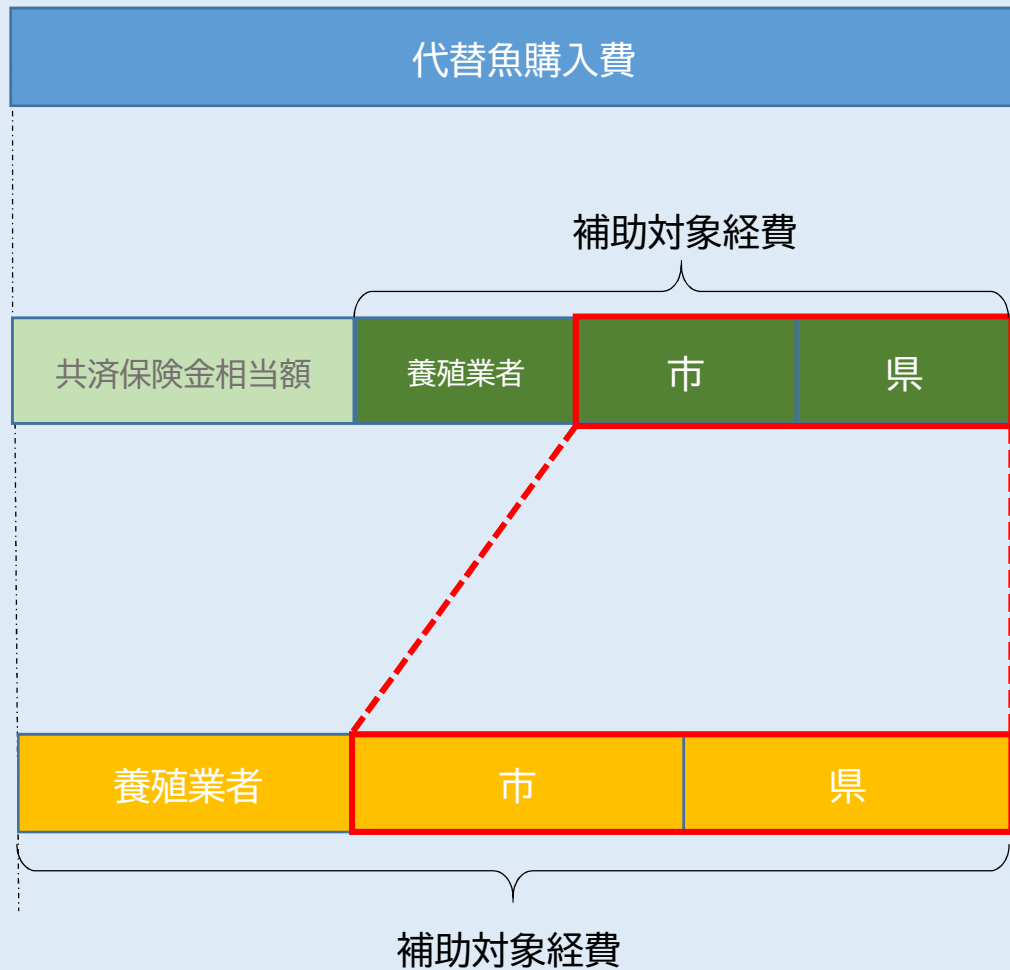 代替魚購入費
補助対象経費
共済保険金相当額
養殖業者
市
県
養殖業者
市
県
補助対象経費